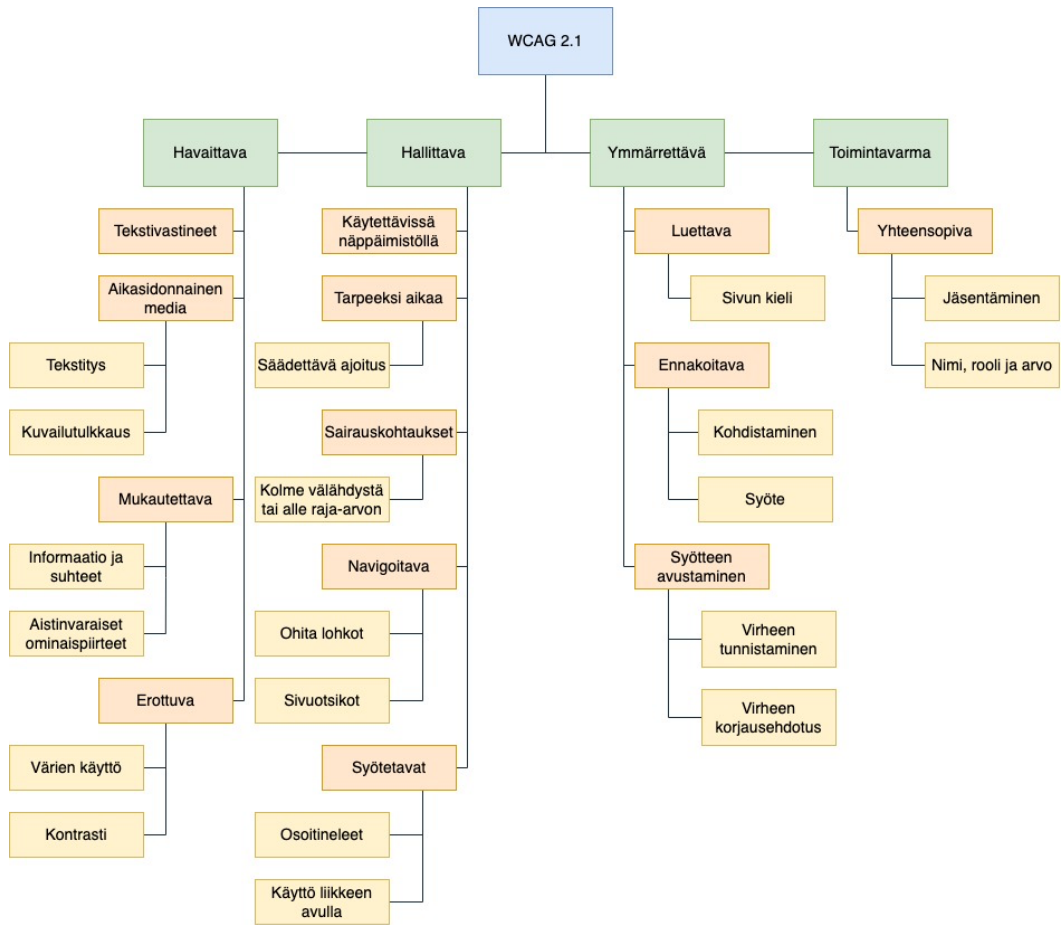 WCAG 2.1
Havaittava
Hallittava
Ymmärrettävä
Toimintavarma
Tekstivastineet
Aikasidonnainen
media
Tekstitys
Kuvailutulkkaus
Mukautettava
Informaatio ja
suhteet
Aistinvaraiset
ominaispiirteet
Erottuva
Värien käyttö
Kontrasti
Käytettävissä
näppäimistöllä
Tarpeeksi aikaa
Säädettävä ajoitus
Sairauskohtaukset
Kolme välähdystä
tai alle raja-arvon
Navigoitava
Ohita lohkot
Sivuotsikot
Syötetavat
Osoitineleet
Käyttö liikkeen
avulla
Luettava
Sivun kieli
Ennakoitava
Kohdistaminen
Syöte
Syötteen
avustaminen
Virheen
tunnistaminen
Virheen
korjausehdotus
Yhteensopiva
Jäsentäminen
Nimi, rooli ja arvo